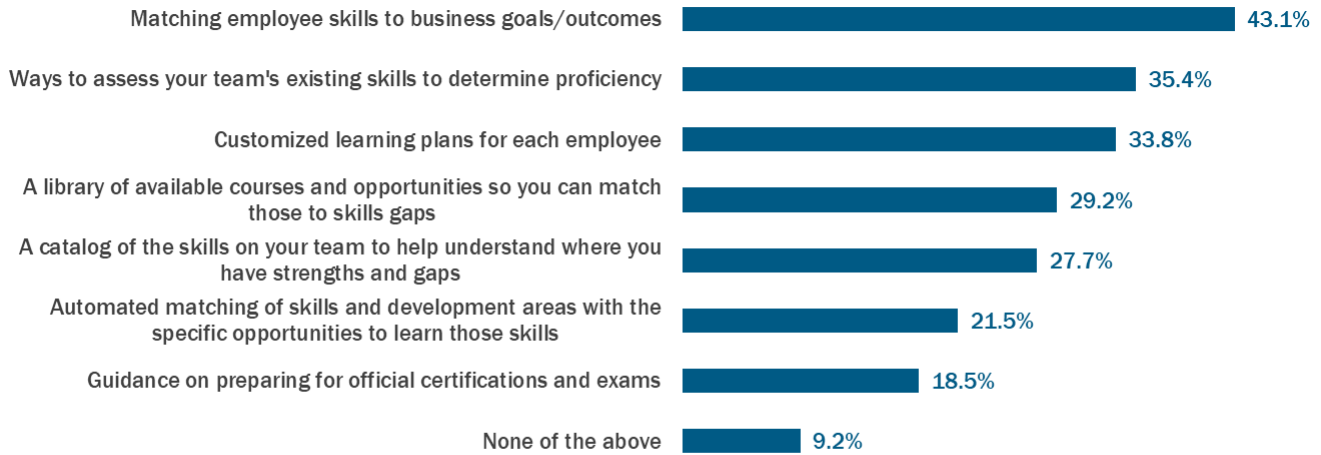 Matching employee skills to business goals/outcomes 43.1%
Ways to assess your team's existing skills to determine proficiency 35.4%
Customized learning plans for each employee 33.8%
A library of available courses and opportunities so you can match
those to skills gaps
29.2%
A catalog of the skills on your team to help understand where you
have strengths and gaps
27.7%
Automated matching of skills and development areas with the
specific opportunities to learn those skills
21.5%
Guidance on preparing for official certifications and exams 18.5%
None of the above 9.2%